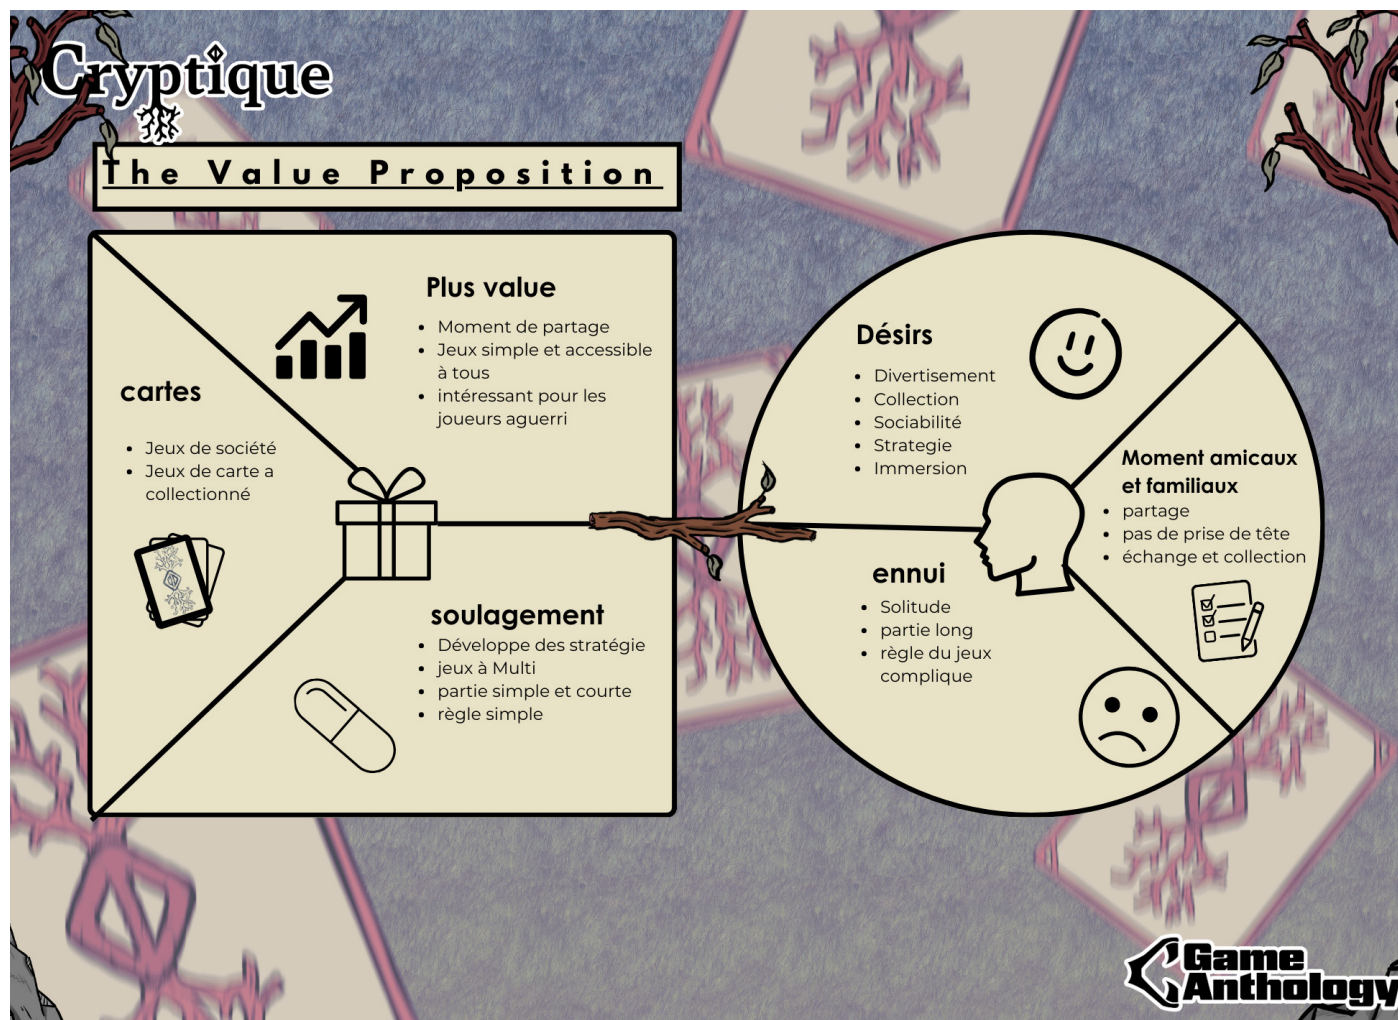 Cryptique
The Value Proposition
Plus value
Moment de partage
Jeux simple et accessible
à tous
intéressant pour les
joueurs aguerri
cartes
Jeux de société
Jeux de carte a
collectionné
soulagement
Développe des stratégie
jeux à Multi
partie simple et courte
règle simple
Désirs
Divertisement
Collection
Sociabilité
Strategie
Immersion
Moment amicaux
et familiaux
partage
pas de prise de tête
échange et collection
ennui
Solitude
partie long
règle du jeux
complique
Game
Anthology